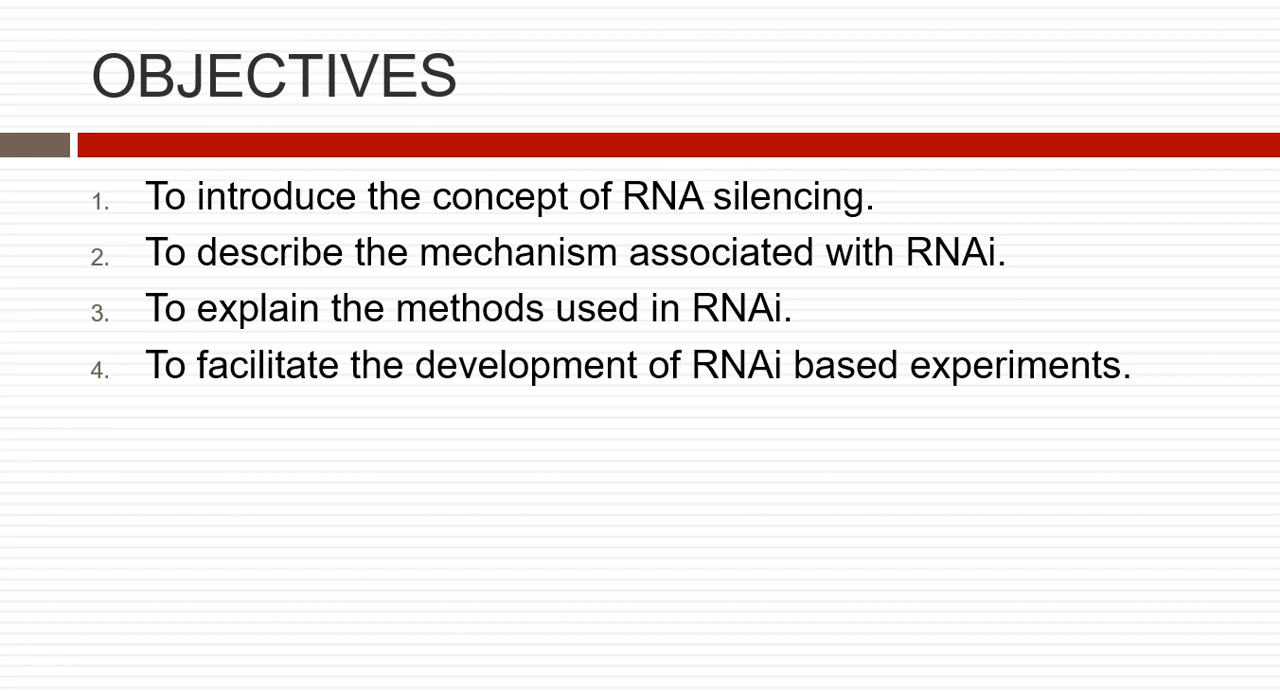 OBJECTIVES
1. To introduce the concept of RNA silencing.
2. To describe the mechanism associated with RNAi.
3. To explain the methods used in RNAi.
4. To facilitate the development of RNAi based experiments.